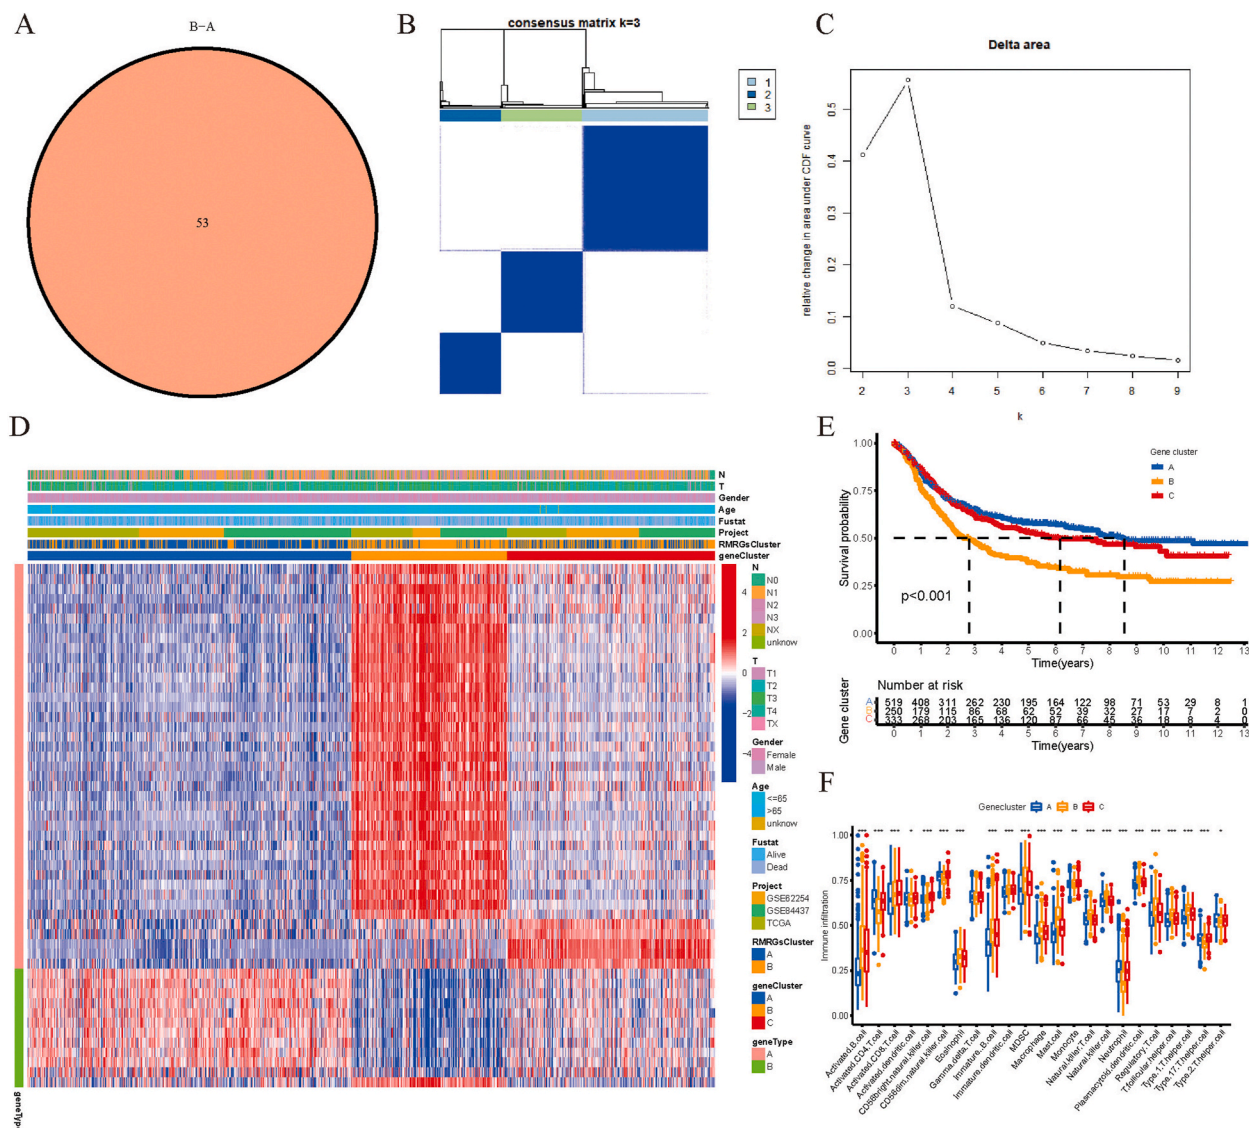 A
B-A
53
B
consensus matrix k=3
1
2
3
C
Delta area
relative change in area under CDF curve
0.5
0.4
0.3
0.2
0.1
0.0
2 3 4 5 6 7 8 9
k
D
N
T
Gender
Age
Fustat
Project
RMRGsCluster
geneCluster
4
2
0
−2
−4
N
N0
N1
N2
N3
NX
unknow
T
T1
T2
T3
T4
TX
Gender
Female
Male
Age
<=65
>65
unknow
Fustat
Alive
Dead
Project
GSE62254
GSE84437
TCGA
RMRGsCluster
A
B
geneCluster
A
B
C
geneType
A
B
geneType
E
Gene cluster
A
B
C
Survival probability
1.00
0.75
0.50
0.25
0.00
p<0.001
0 1 2 3 4 5 6 7 8 9 10 11 12 13
Time(years)
Number at risk
Gene cluster
A 519 408 311 262 230 195 164 122 98 71 53 29 8 1
B 250 179 115 86 68 62 52 39 32 27 17 7 2 0
C 333 268 203 165 136 120 87 66 45 36 18 8 4 0
0 1 2 3 4 5 6 7 8 9 10 11 12 13
Time(years)
F
Genecluster A B C
Immune infiltration
1.00
0.75
0.50
0.25
0.00
Activated.B.cell
Activated.CD4.T.cell
Activated.CD8.T.cell
Activated.dendritic.cell
CD56bright.natural.killer.cell
CD56dim.natural.killer.cell
Eosinophil
Gamma.delta.T.cell
Immature..B.cell
Immature.dendritic.cell
MDSC
Macrophage
Mast.cell
Monocyte
Natural.killer.T.cell
Natural.killer.cell
Neutrophil
Plasmacytoid.dendritic.cell
Regulatory.T.cell
T.follicular.helper.cell
Type.1.T.helper.cell
Type.17.T.helper.cell
Type.2.T.helper.cell